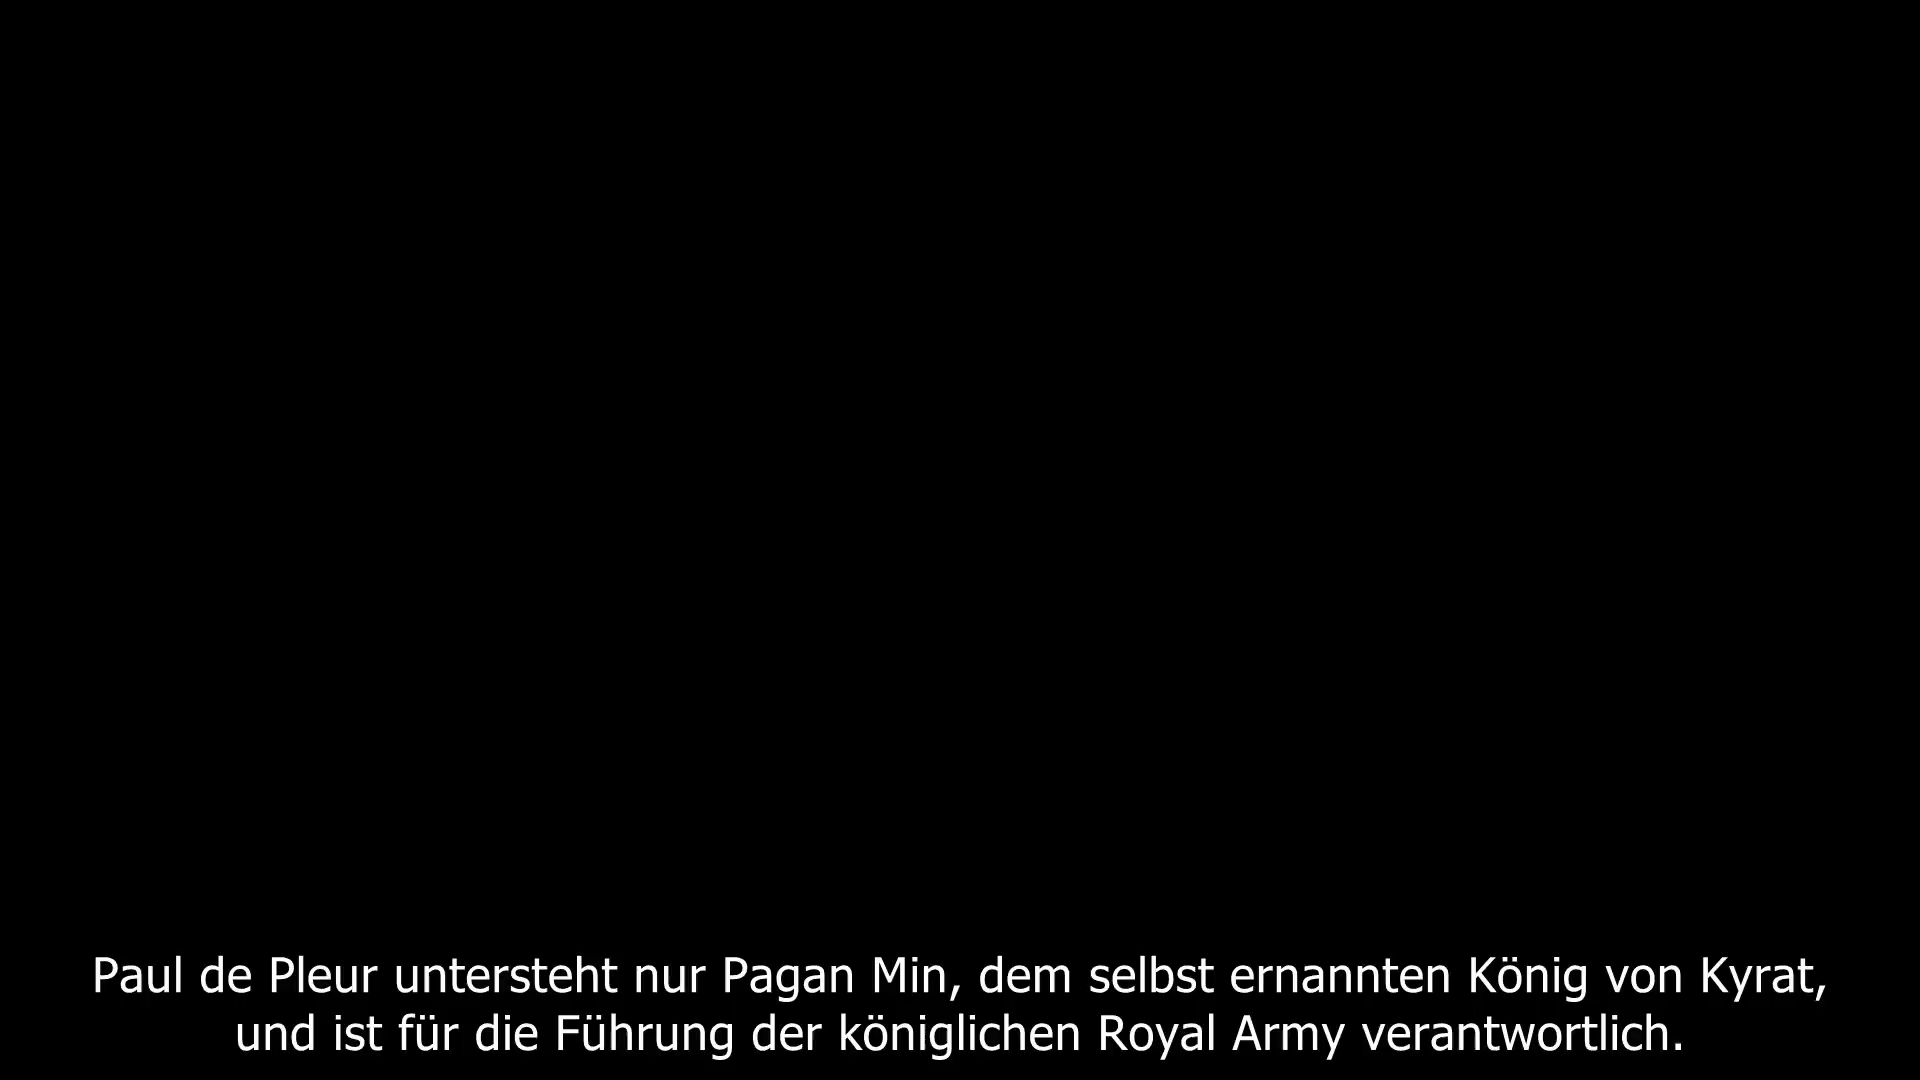 Paul de Pleur untersteht nur Pagan Min, dem selbst ernannten König von Kyrat,
und ist für die Führung der königlichen Royal Army verantwortlich.